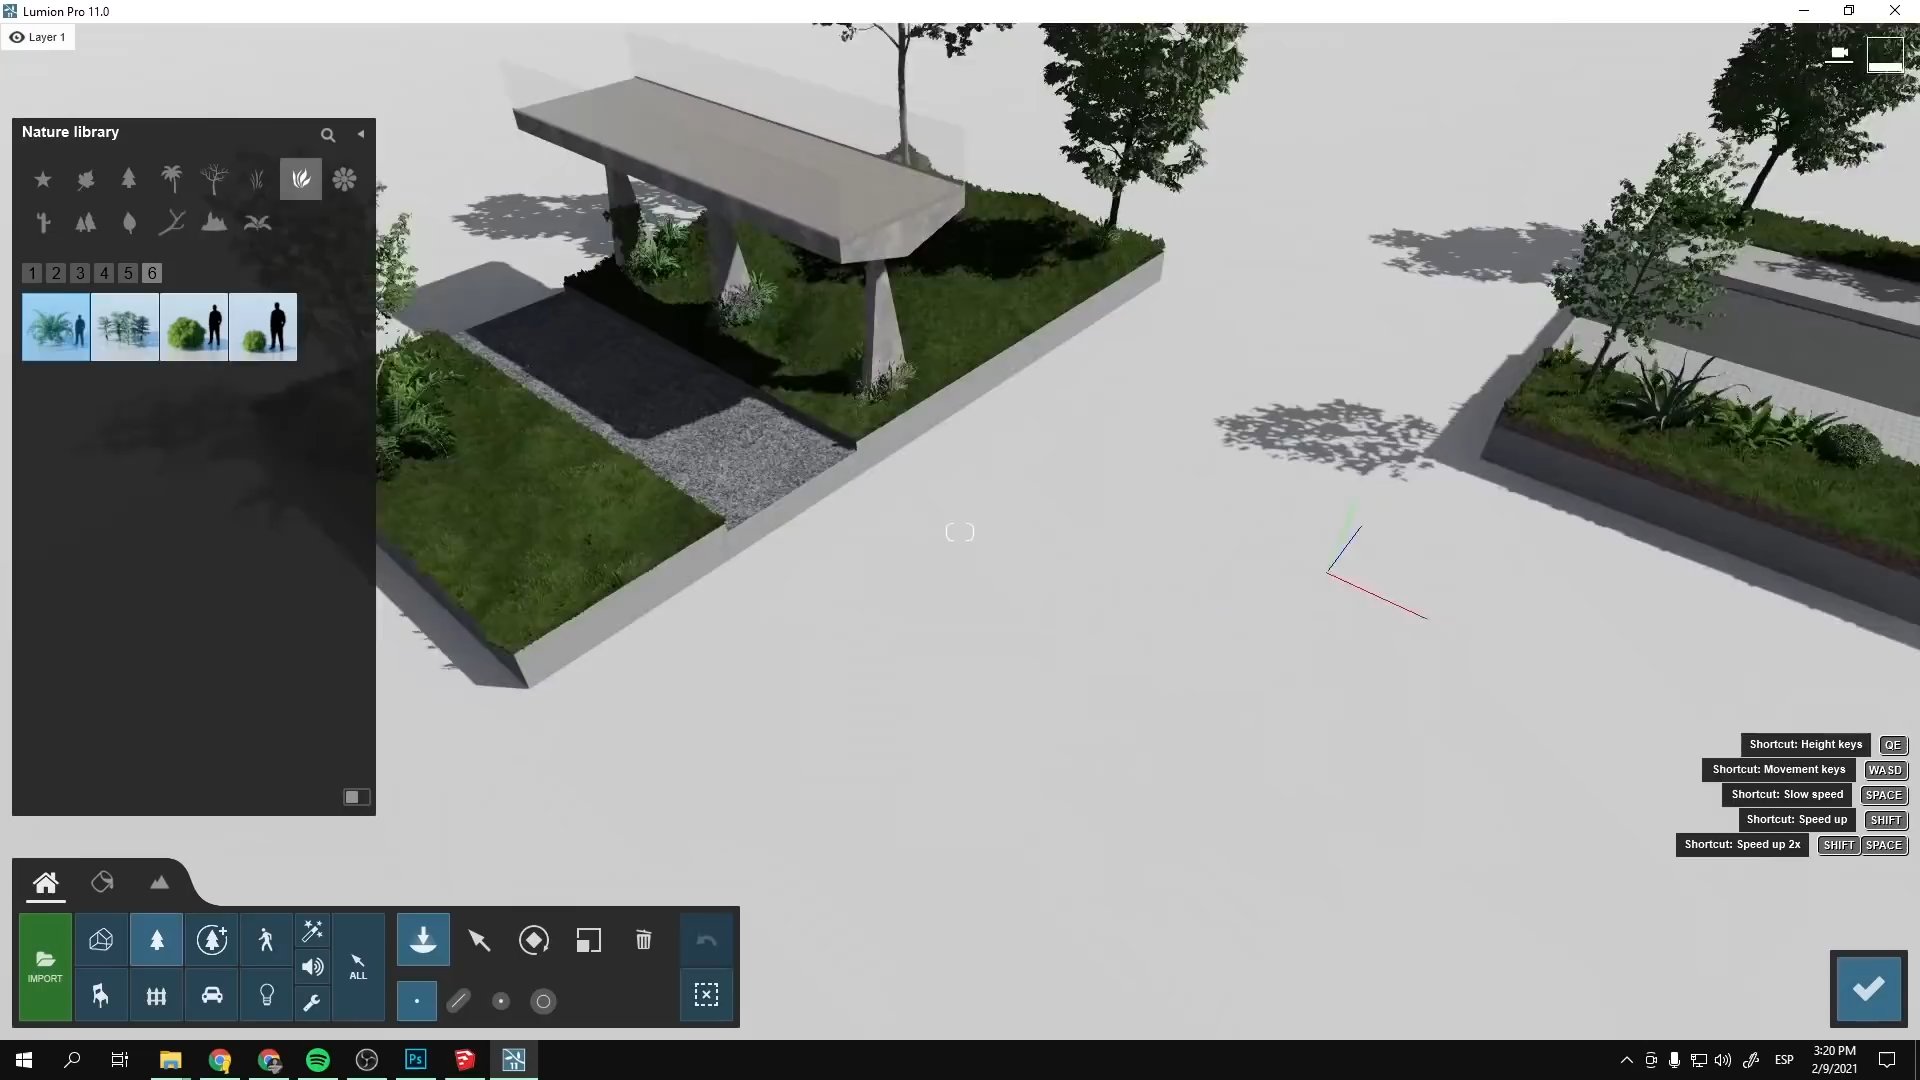 Lumion Pro 11.0
Layer 1
Nature library
1 2 3 4 5 6
Shortcut: Height keys QE
Shortcut: Movement keys WASD
Shortcut: Slow speed SPACE
Shortcut: Speed up SHIFT
Shortcut: Speed up 2x SHIFT SPACE
IMPORT
ALL
Ps
11
ESP
3:20 PM
2/9/2021